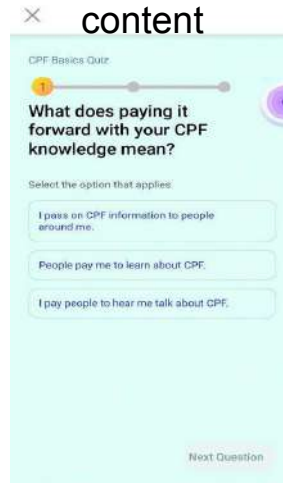 content
CPF Basics Quiz
1
What does paying it
forward with your CPF
knowledge mean?
Select the option that applies
I pass on CPF information to people
around me.
People pay me to learn about CPF.
I pay people to hear me talk about CPF.
Next Question